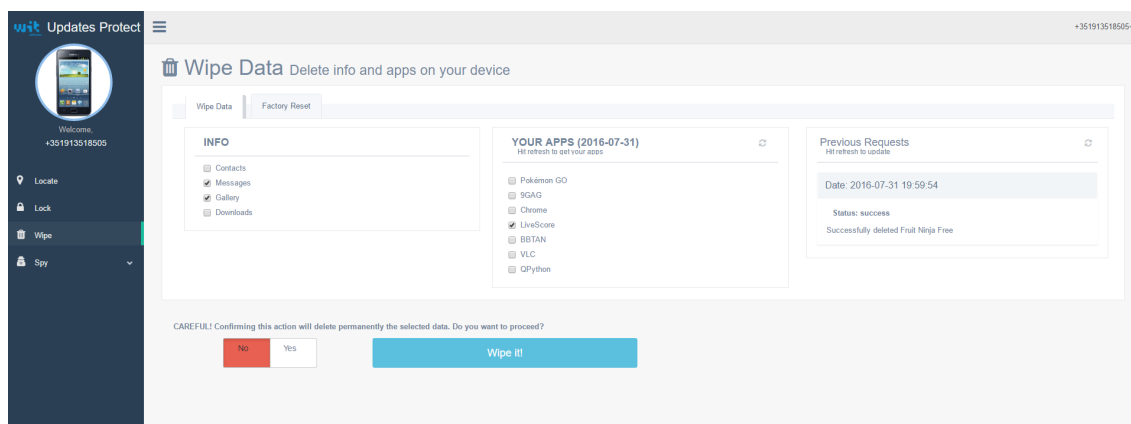 wit Updates Protect
+351913518505
Welcome,
+351913518505
Locate
Lock
Wipe
Spy
Wipe Data Delete info and apps on your device
Wipe Data
Factory Reset
INFO
Contacts
Messages
Gallery
Downloads
YOUR APPS (2016-07-31)
Hit refresh to get your apps
Pokémon GO
9GAG
Chrome
LiveScore
BBTAN
VLC
QPython
Previous Requests
Hit refresh to update
Date: 2016-07-31 19:59:54
Status: success
Successfully deleted Fruit Ninja Free
CAREFUL! Confirming this action will delete permanently the selected data. Do you want to proceed?
No
Yes
Wipe it!